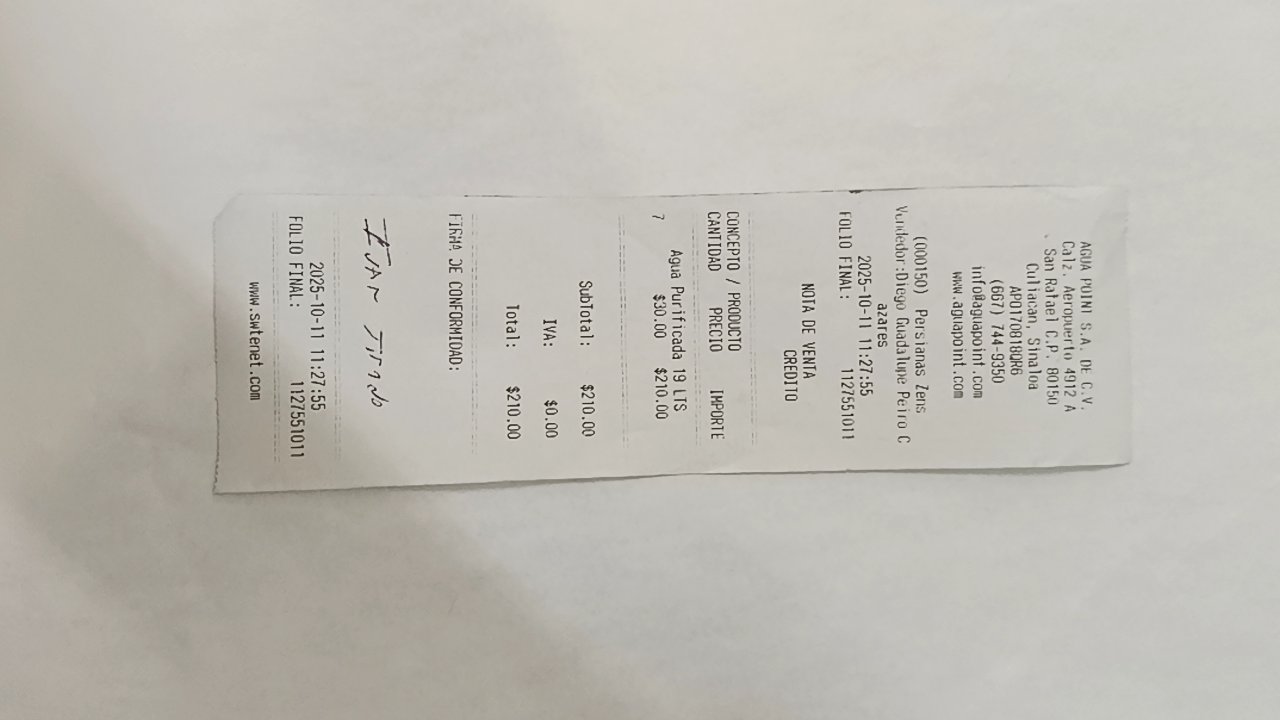 AGUA POINT S.A. DE C.V.
Calz. Aeropuerto 4912 A
San Rafael C.P. 80150
Culiacan, Sinaloa
APO170818QR6
(667) 744-9350
info@aguapoint.com
www.aguapoint.com
(000150) Persianas Zens
Vendedor:Diego Guadalupe Peiro C
azares
2025-10-11 11:27:55
FOLIO FINAL: 1127551011
NOTA DE VENTA
CREDITO
CONCEPTO / PRODUCTO
CANTIDAD PRECIO IMPORTE
Agua Purificada 19 LTS
7 $30.00 $210.00
SubTotal: $210.00
IVA: $0.00
Total: $210.00
FIRMA DE CONFORMIDAD:
2025-10-11 11:27:55
FOLIO FINAL: 1127551011
www.swtenet.com